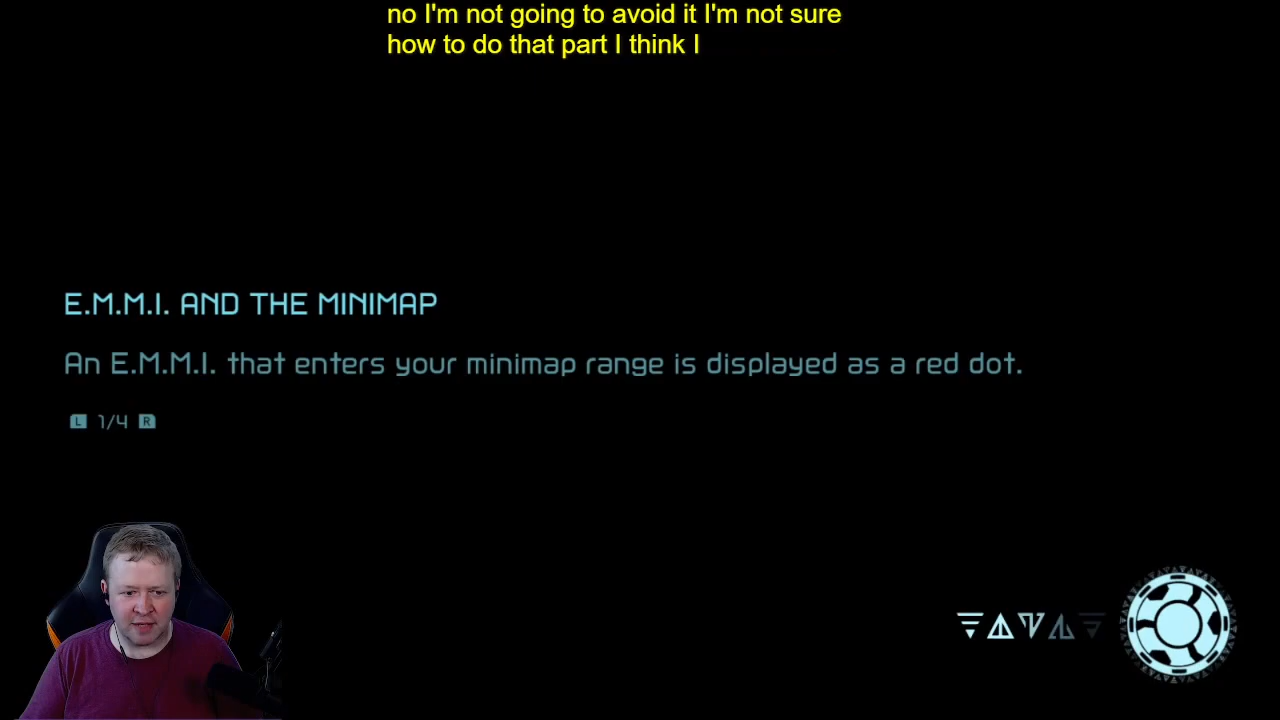 no I'm not going to avoid it I'm not sure
how to do that part I think I
E.M.M.I. AND THE MINIMAP
An E.M.M.I. that enters your minimap range is displayed as a red dot.
L 1/4 R